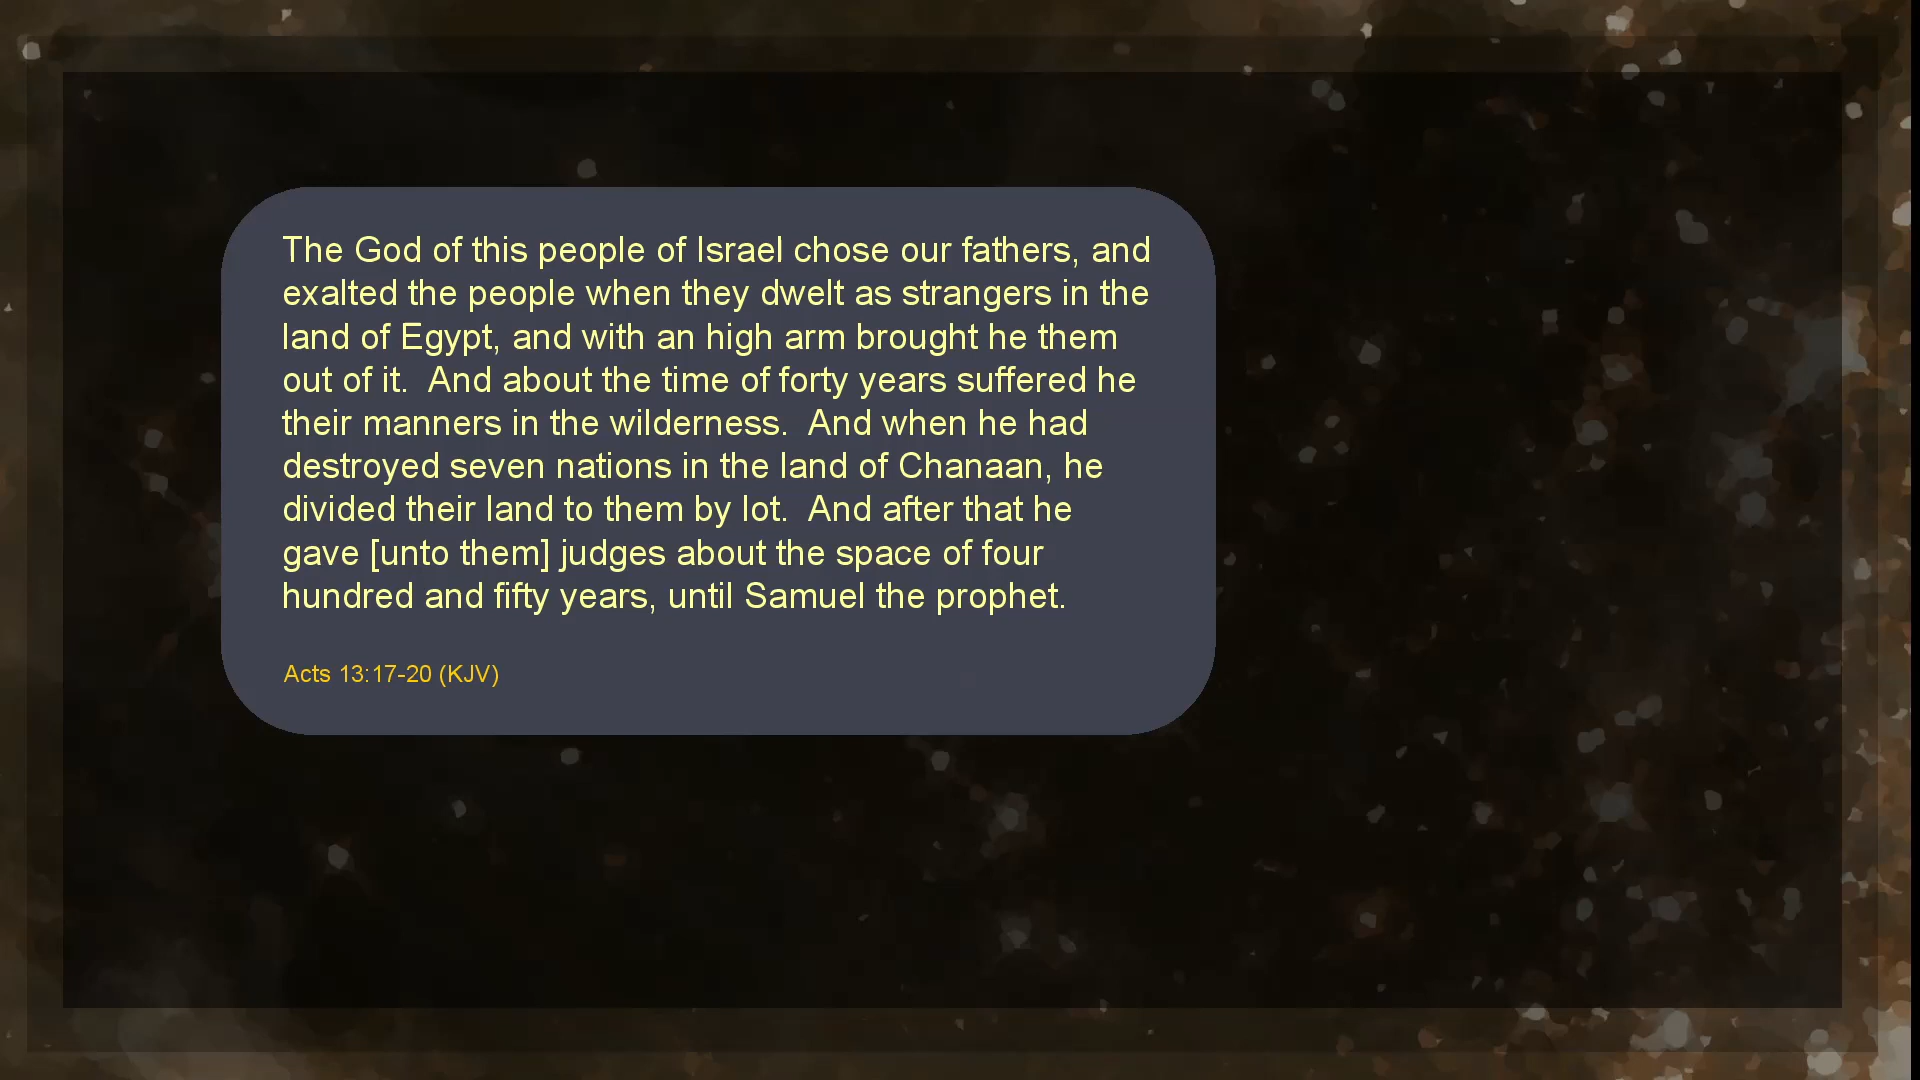 The God of this people of Israel chose our fathers, and
exalted the people when they dwelt as strangers in the
land of Egypt, and with an high arm brought he them
out of it.  And about the time of forty years suffered he
their manners in the wilderness.  And when he had
destroyed seven nations in the land of Chanaan, he
divided their land to them by lot.  And after that he
gave [unto them] judges about the space of four
hundred and fifty years, until Samuel the prophet.
Acts 13:17-20 (KJV)